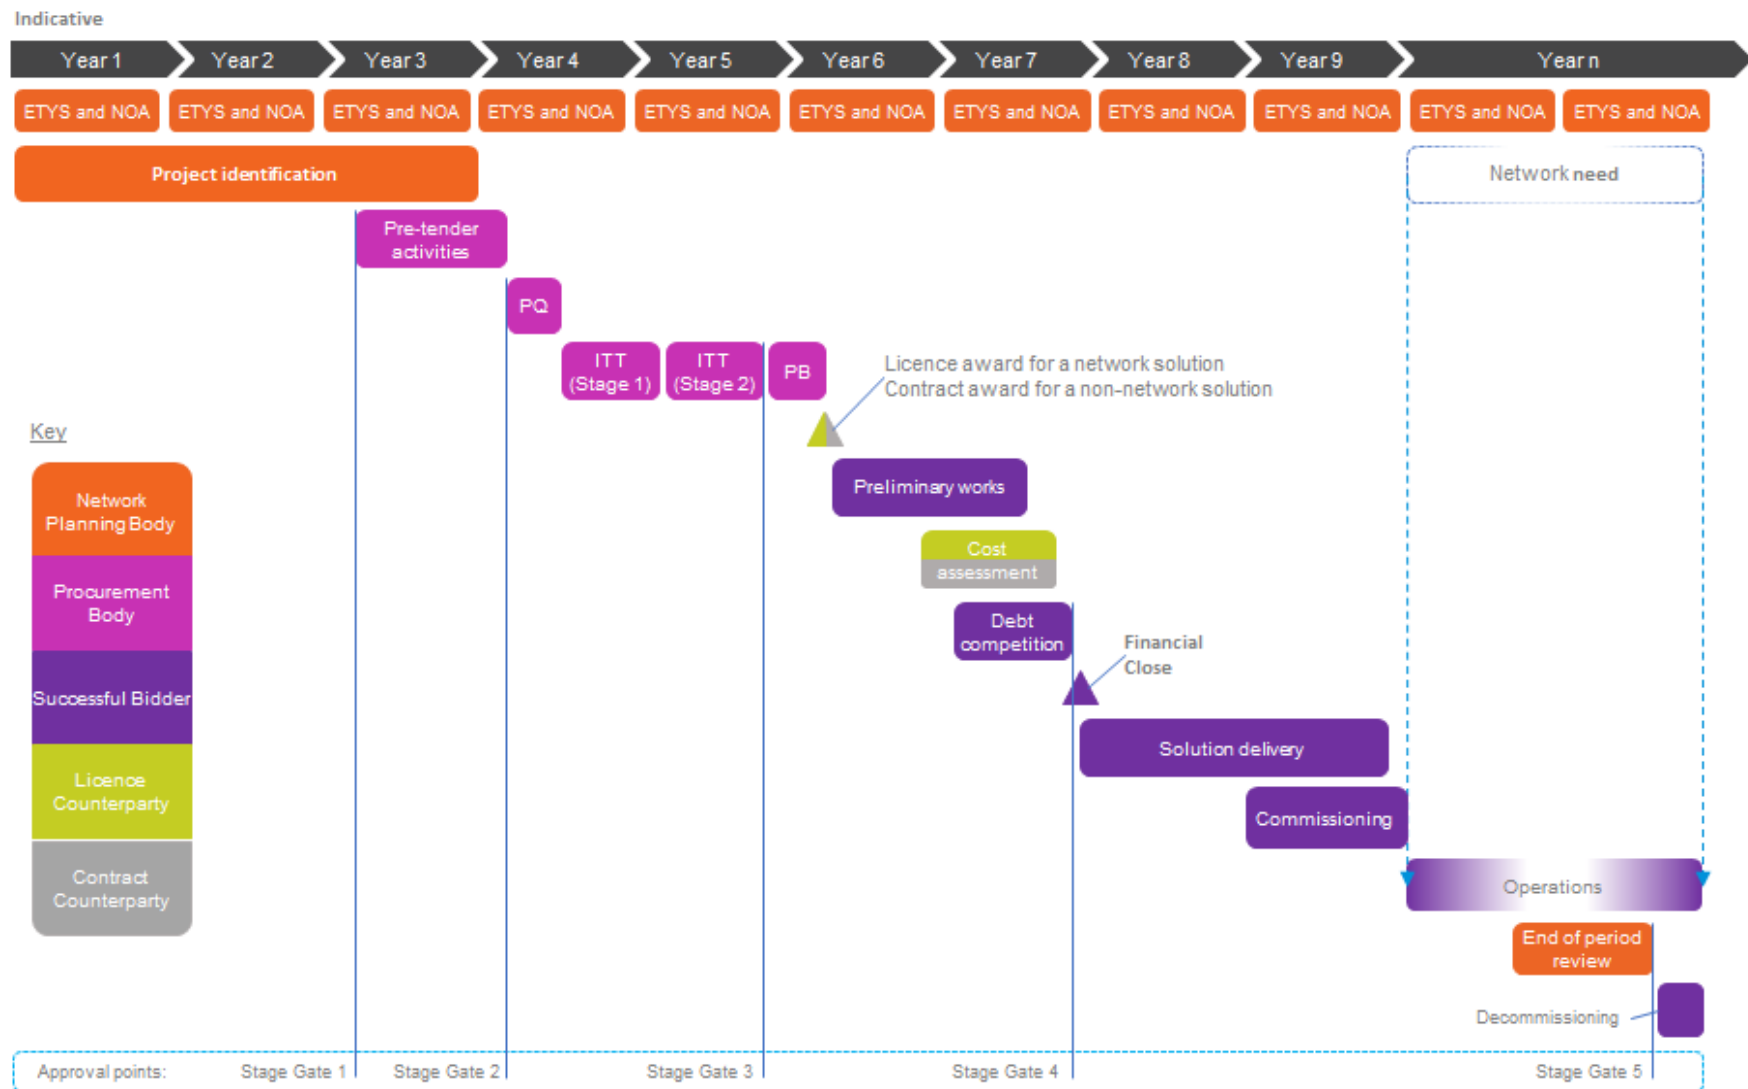 Indicative
Year 1
Year 2
Year 3
Year 4
Year 5
Year 6
Year 7
Year 8
Year 9
Year n
ETYS and NOA
ETYS and NOA
ETYS and NOA
ETYS and NOA
ETYS and NOA
ETYS and NOA
ETYS and NOA
ETYS and NOA
ETYS and NOA
ETYS and NOA
ETYS and NOA
Project identification
Network need
Pre-tender
activities
PQ
ITT
(Stage 1)
ITT
(Stage 2)
PB
Licence award for a network solution
Contract award for a non-network solution
Key
Network
Planning Body
Procurement
Body
Successful Bidder
Licence
Counterparty
Contract
Counterparty
Preliminary works
Cost
assessment
Debt
competition
Financial
Close
Solution delivery
Commissioning
Operations
End of period
review
Decommissioning
Approval points:
Stage Gate 1
Stage Gate 2
Stage Gate 3
Stage Gate 4
Stage Gate 5